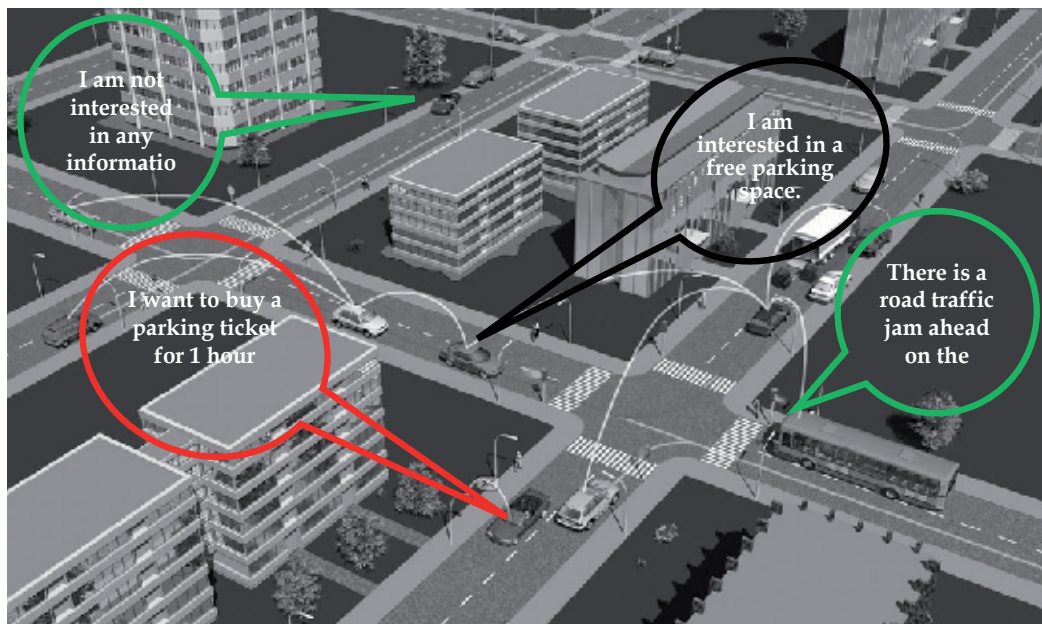 I am not
interested
in any
informatio
I am
interested in a
free parking
space.
I want to buy a
parking ticket
for 1 hour
There is a
road traffic
jam ahead
on the